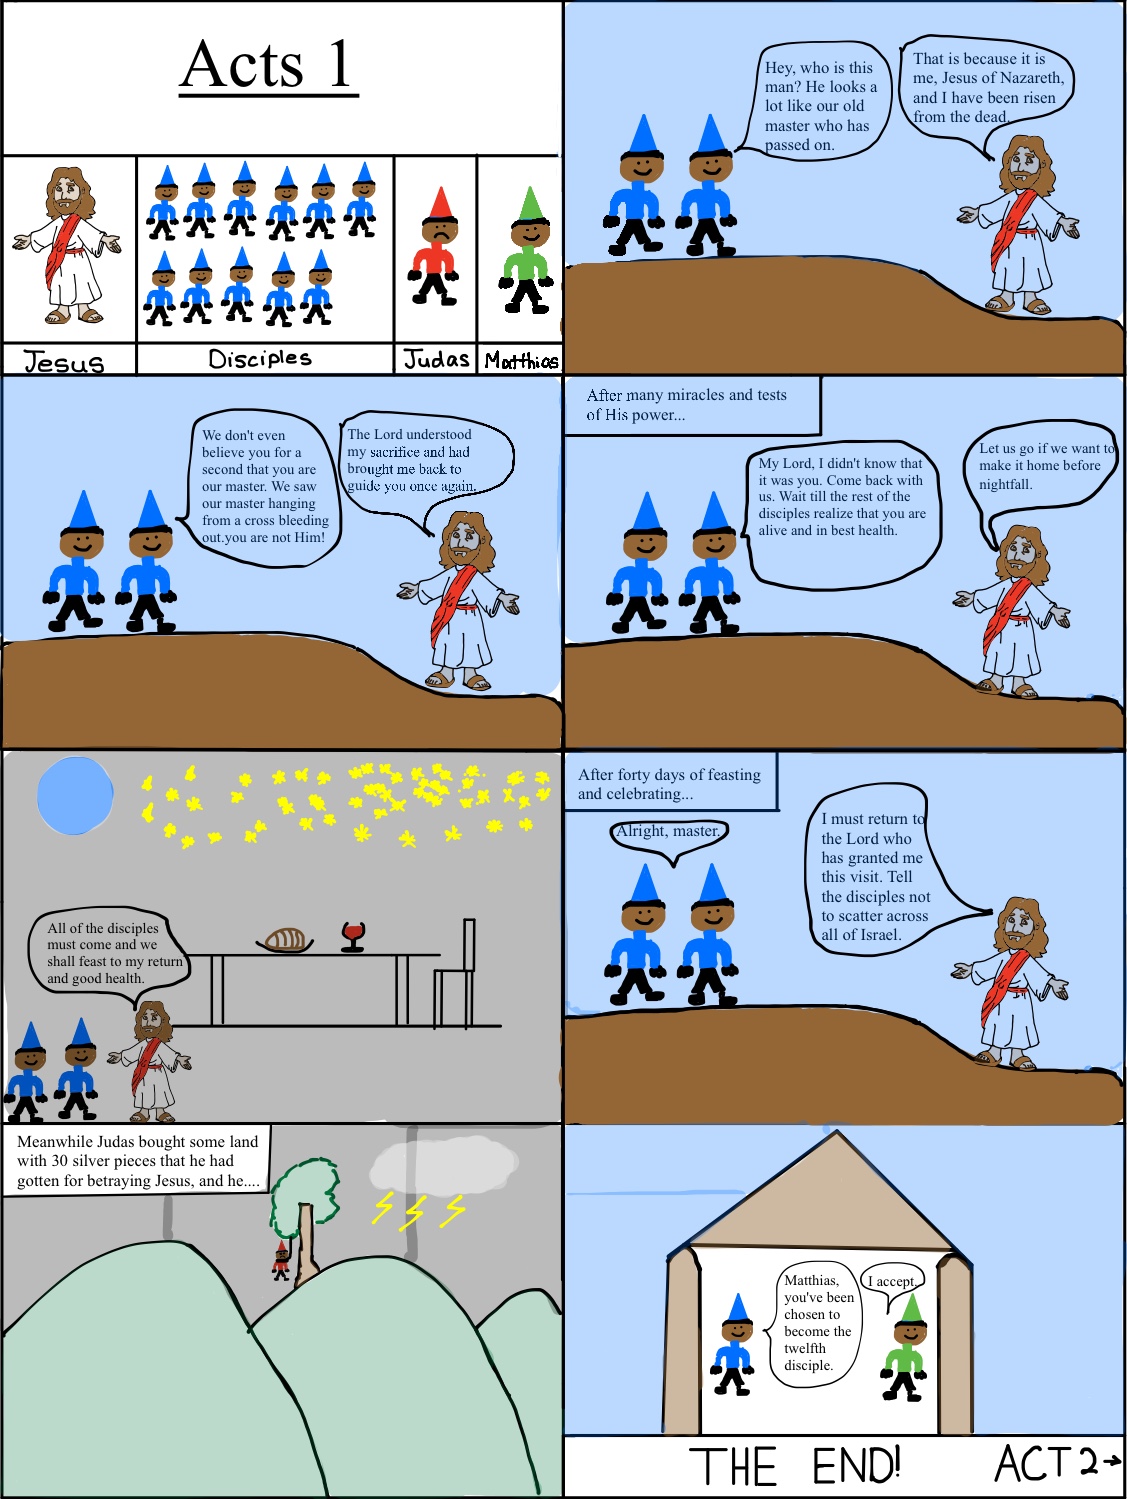 Acts 1
Jesus
Disciples
Judas
Matthias
Hey, who is this
man? He looks a
lot like our old
master who has
passed on.
That is because it is
me, Jesus of Nazareth,
and I have been risen
from the dead.
We don't even
believe you for a
second that you are
our master. We saw
our master hanging
from a cross bleeding
out.you are not Him!
The Lord understood
my sacrifice and had
brought me back to
guide you once again.
After many miracles and tests
of His power...
My Lord, I didn't know that
it was you. Come back with
us. Wait till the rest of the
disciples realize that you are
alive and in best health.
Let us go if we want to
make it home before
nightfall.
All of the disciples
must come and we
shall feast to my return
and good health.
After forty days of feasting
and celebrating...
Alright, master.
I must return to
the Lord who
has granted me
this visit. Tell
the disciples not
to scatter across
all of Israel.
Meanwhile Judas bought some land
with 30 silver pieces that he had
gotten for betraying Jesus, and he....
Matthias,
you've been
chosen to
become the
twelfth
disciple.
I accept.
THE END!
ACT 2→